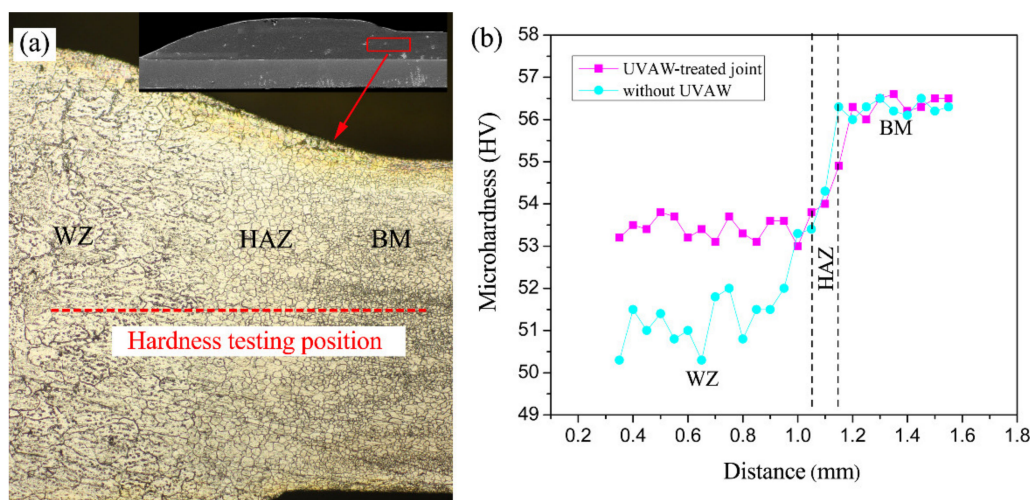 (a)
WZ
HAZ
BM
Hardness testing position
(b)
Microhardness (HV)
58
57
56
55
54
53
52
51
50
49
UVAW-treated joint
without UVAW
BM
HAZ
WZ
0.2
0.4
0.6
0.8
1.0
1.2
1.4
1.6
1.8
Distance (mm)